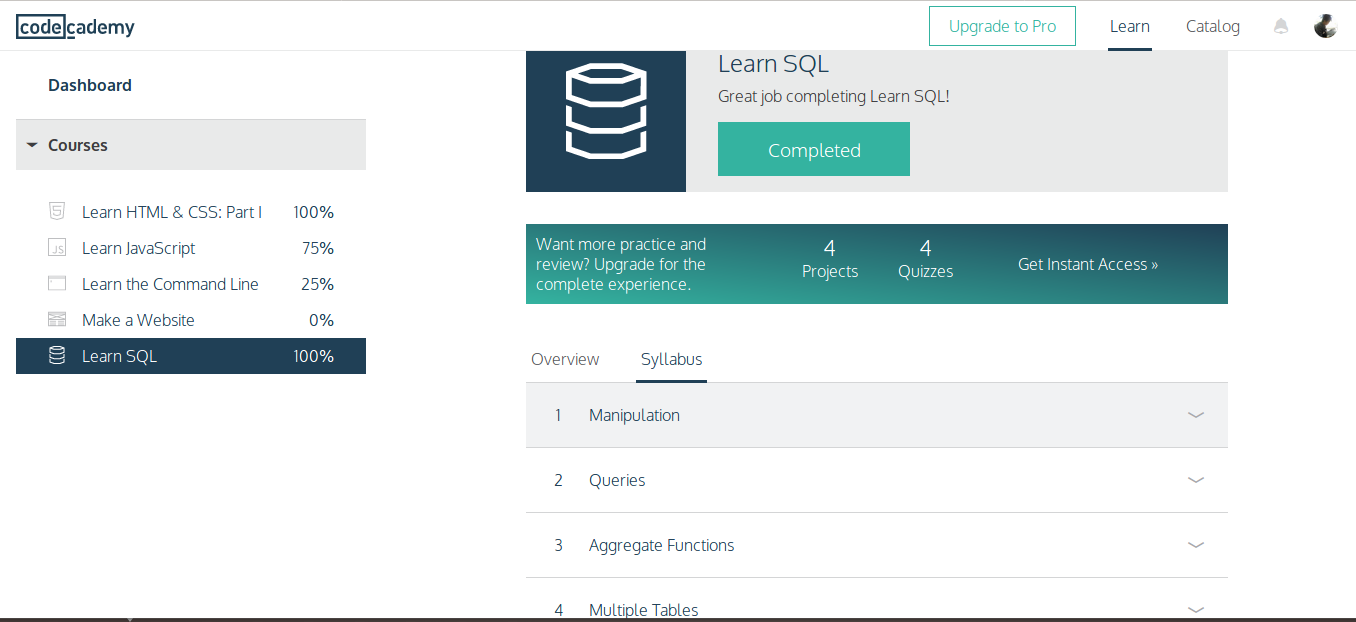 codecademy
Upgrade to Pro
Learn
Catalog
Dashboard
Courses
Learn HTML & CSS: Part I 100%
Learn JavaScript 75%
Learn the Command Line 25%
Make a Website 0%
Learn SQL 100%
Learn SQL
Great job completing Learn SQL!
Completed
Want more practice and
review? Upgrade for the
complete experience.
4
Projects
4
Quizzes
Get Instant Access »
Overview
Syllabus
1 Manipulation
2 Queries
3 Aggregate Functions
4 Multiple Tables